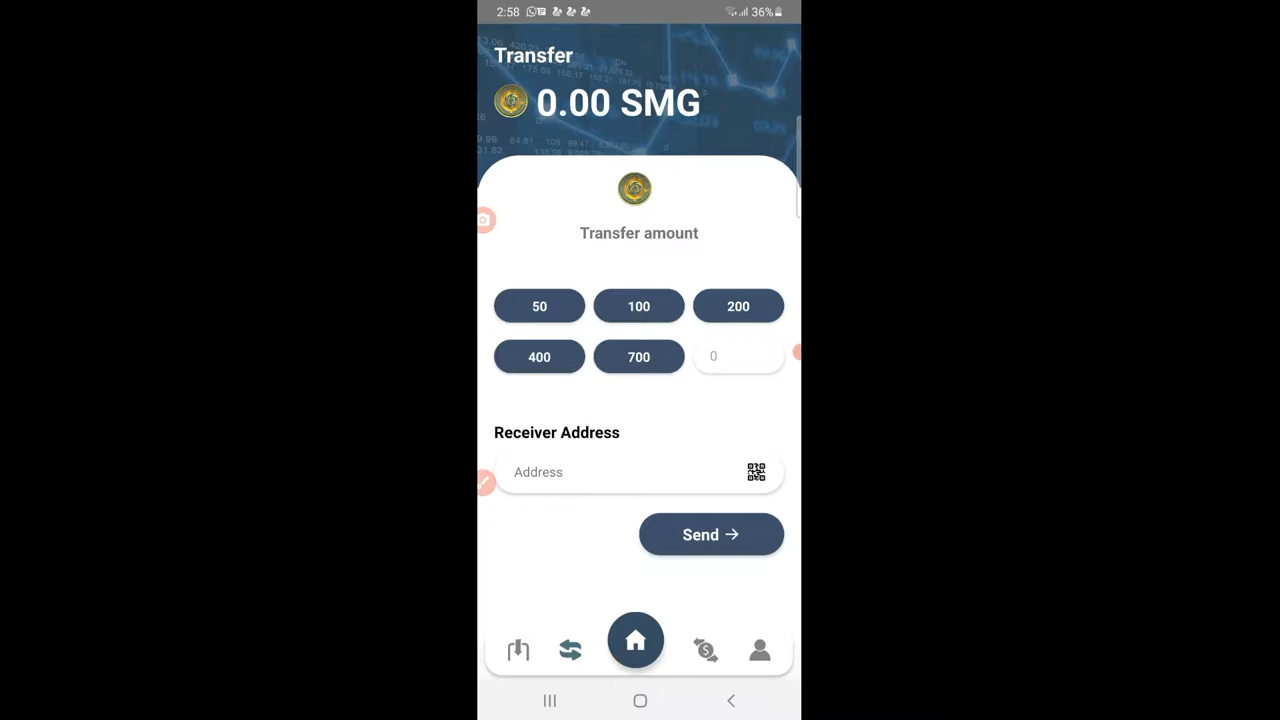 2:58
36%
Transfer
0.00 SMG
Transfer amount
50 100 200
400 700 0
Receiver Address
Address
Send